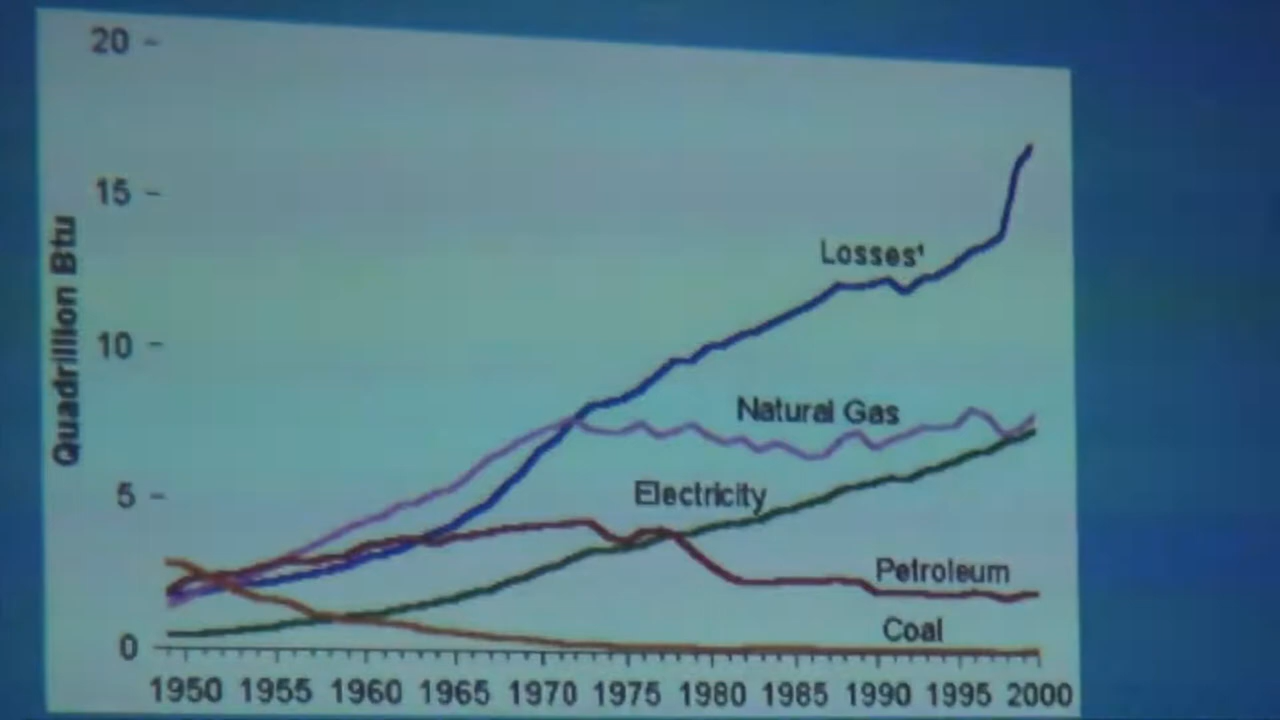 20
15
10
5
0
Quadrillion Btu
Losses¹
Natural Gas
Electricity
Petroleum
Coal
1950 1955 1960 1965 1970 1975 1980 1985 1990 1995 2000